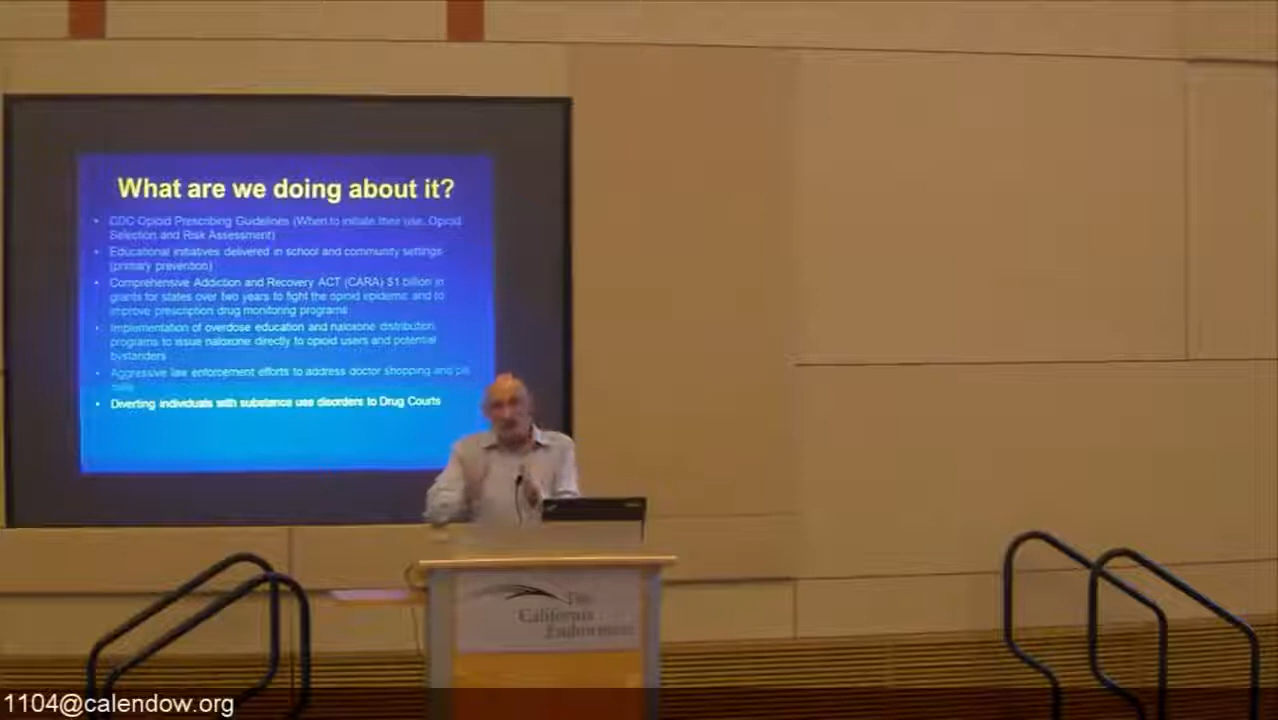 What are we doing about it?
• CDC Opioid Prescribing Guidelines (When to initiate their use, Opioid
Selection and Risk Assessment)
• Educational initiatives delivered in school and community settings
(primary prevention)
• Comprehensive Addiction and Recovery ACT (CARA) $1 billion in
grants for states over two years to fight the opioid epidemic and to
improve prescription drug monitoring programs
• Implementation of overdose education and naloxone distribution
programs to issue naloxone directly to opioid users and potential
bystanders
• Aggressive law enforcement efforts to address doctor shopping and pill
mills
• Diverting individuals with substance use disorders to Drug Courts
The
California
Endowment
1104@calendow.org